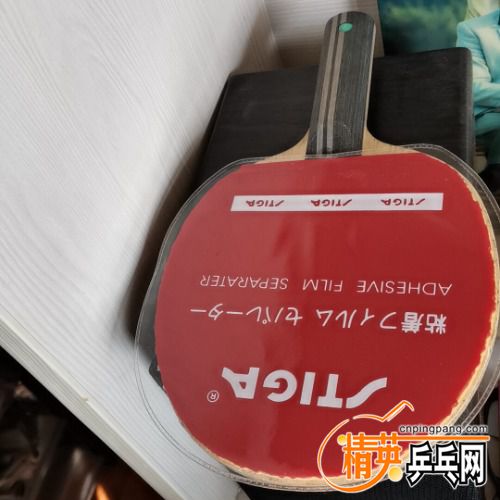 STIGA STIGA STIGA
ADHESIVE FILM SEPARATER
粘着フィルム セパレーター
STIGA®
cnpingpang.com
精英乒乓网